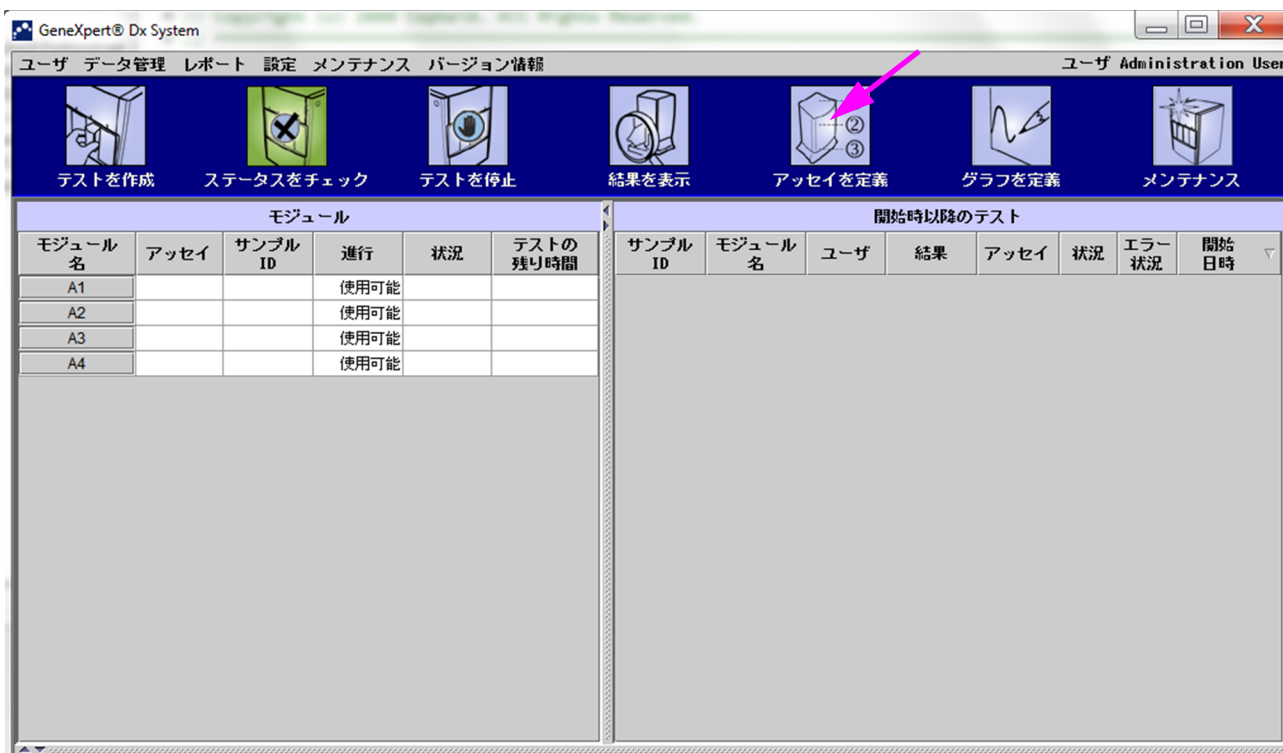 GeneXpert® Dx System
ユーザ データ管理 レポート 設定 メンテナンス バージョン情報 ユーザ Administration User
② 
③
テストを作成 ステータスをチェック テストを停止 結果を表示 アッセイを定義 グラフを定義 メンテナンス
モジュール 開始時以降のテスト
モジュール名 アッセイ サンプルID 進行 状況 テストの残り時間 サンプルID モジュール名 ユーザ 結果 アッセイ 状況 エラー状況 開始日時
A1 使用可能
A2 使用可能
A3 使用可能
A4 使用可能